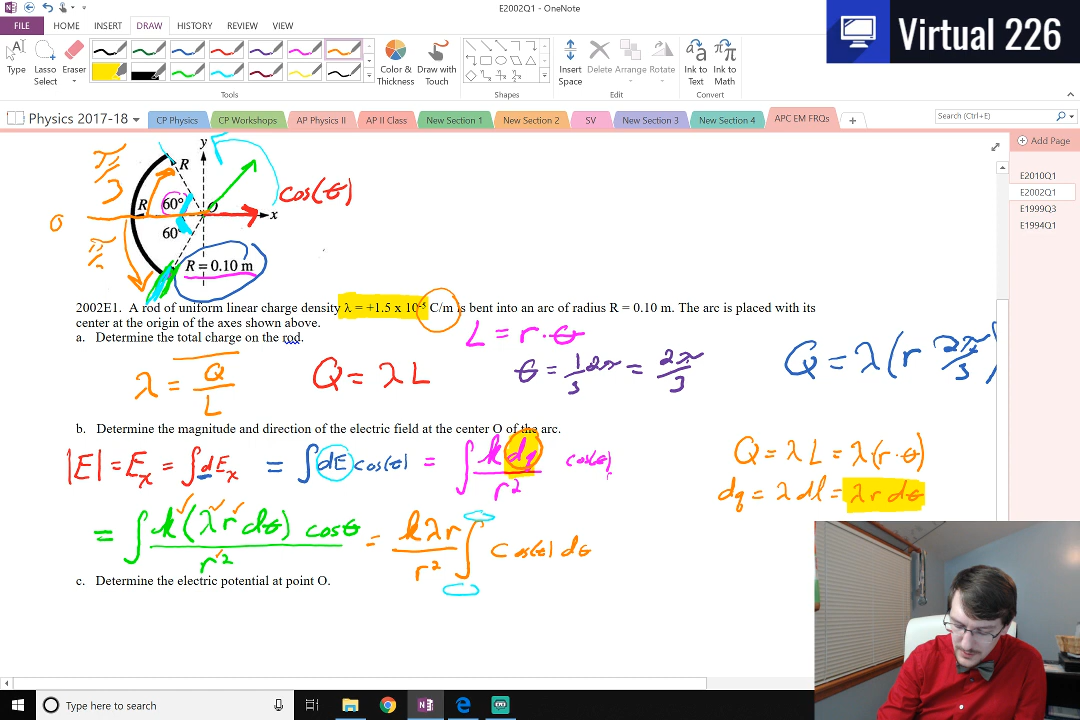 E2002Q1 - OneNote
Virtual 226
FILE HOME INSERT DRAW HISTORY REVIEW VIEW
Type Lasso Select Eraser Color & Thickness Draw with Touch Insert Space Delete Arrange Rotate Ink to Text Ink to Math
Tools Shapes Edit Convert
Physics 2017-18 CP Physics CP Workshops AP Physics II AP II Class New Section 1 New Section 2 SV New Section 3 New Section 4 APC EM FRQs Search (Ctrl+E)
Add Page
E2010Q1
E2002Q1
E1999Q3
E1994Q1
y
π/3
R
cos(θ)
R 60° O x
0
60
R = 0.10 m
2002E1. A rod of uniform linear charge density λ = +1.5 x 10-5 C/m is bent into an arc of radius R = 0.10 m. The arc is placed with its
center at the origin of the axes shown above.
a. Determine the total charge on the rod.
L = r·θ
λ = Q/L
Q = λ L
θ = 1/3 2π = 2π/3
Q = λ(r 2π/3)
b. Determine the magnitude and direction of the electric field at the center O of the arc.
|E| = Ex = ∫dEx = ∫dE cos(θ) = ∫ k dq/r² cos(θ)
Q = λ L = λ(r·θ)
dq = λ dl = λ r dθ
= ∫ k(λ r dθ) cosθ/r² = kλr/r² ∫ cos(θ) dθ
c. Determine the electric potential at point O.
Type here to search